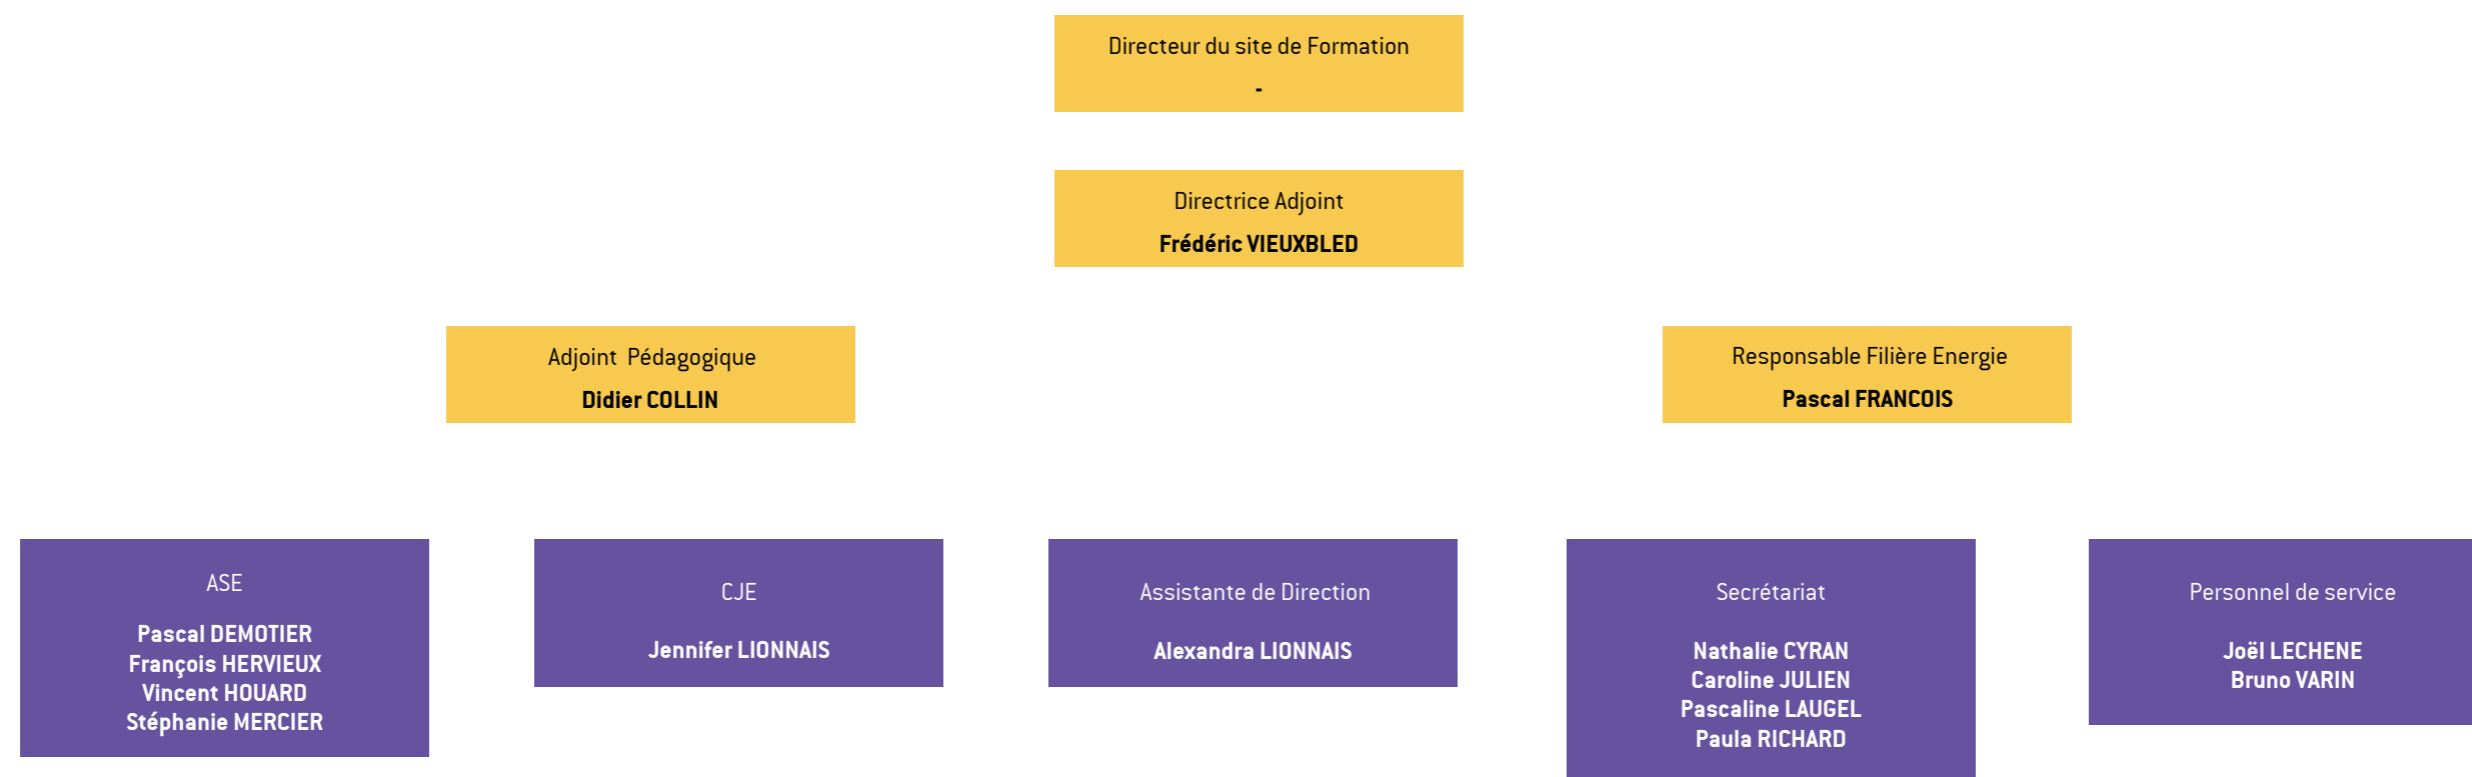 Directeur du site de Formation
-
Directrice Adjoint
Frédéric VIEUXBLED
Adjoint Pédagogique
Didier COLLIN
Responsable Filière Energie
Pascal FRANCOIS
ASE
Pascal DEMOTIER
François HERVIEUX
Vincent HOUARD
Stéphanie MERCIER
CJE
Jennifer LIONNAIS
Assistante de Direction
Alexandra LIONNAIS
Secrétariat
Nathalie CYRAN
Caroline JULIEN
Pascaline LAUGEL
Paula RICHARD
Personnel de service
Joël LECHENE
Bruno VARIN